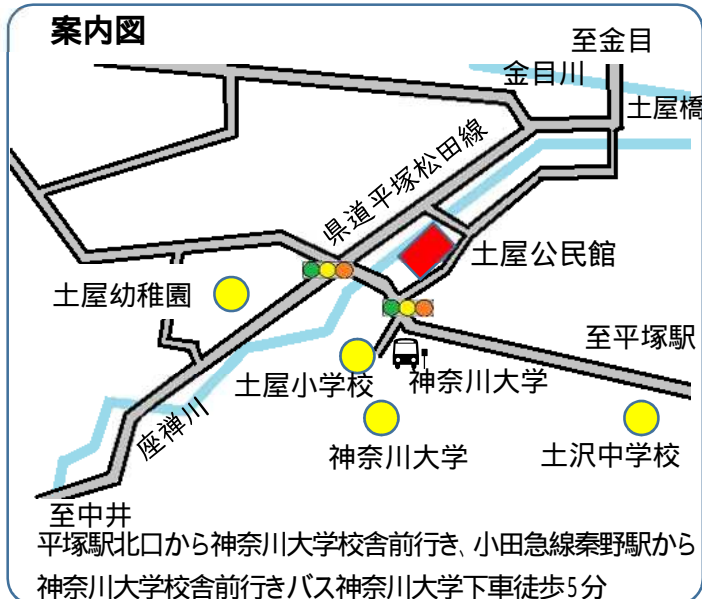 案内図
至金目
金目川
土屋橋
県道平塚松田線
土屋公民館
土屋幼稚園
至平塚駅
土屋小学校
神奈川大学
座禅川
神奈川大学
土沢中学校
至中井
平塚駅北口から神奈川大学校舎前行き、小田急線秦野駅から
神奈川大学校舎前行きバス神奈川大学下車徒歩5分